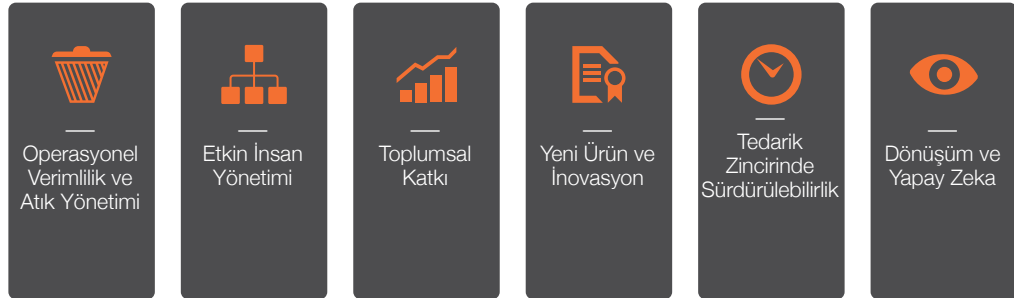 Operasyonel
Verimlilik ve
Atık Yönetimi
Etkin İnsan
Yönetimi
Toplumsal
Katkı
Yeni Ürün ve
İnovasyon
Tedarik
Zincirinde
Sürdürülebilirlik
Dönüşüm ve
Yapay Zeka